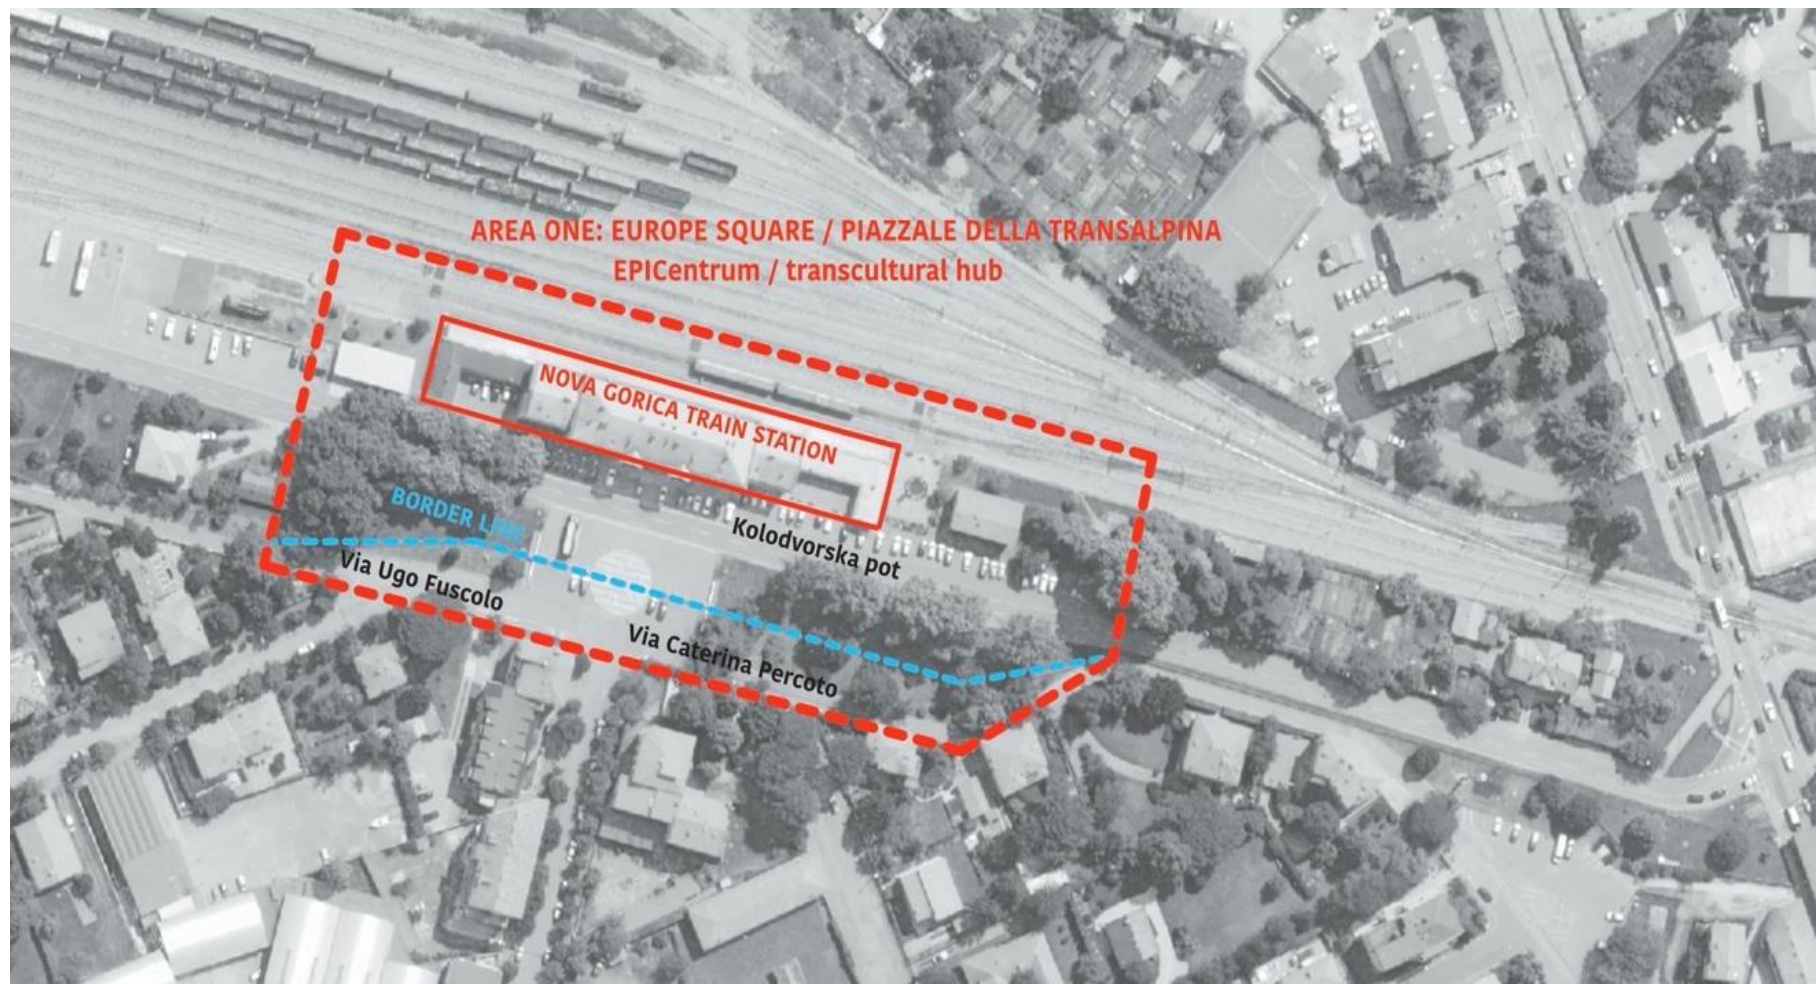 AREA ONE: EUROPE SQUARE / PIAZZALE DELLA TRANSALPINA
EPICentrum / transcultural hub
NOVA GORICA TRAIN STATION
BORDER LINE
Kolodvorska pot
Via Ugo Fuscolo
Via Caterina Percoto